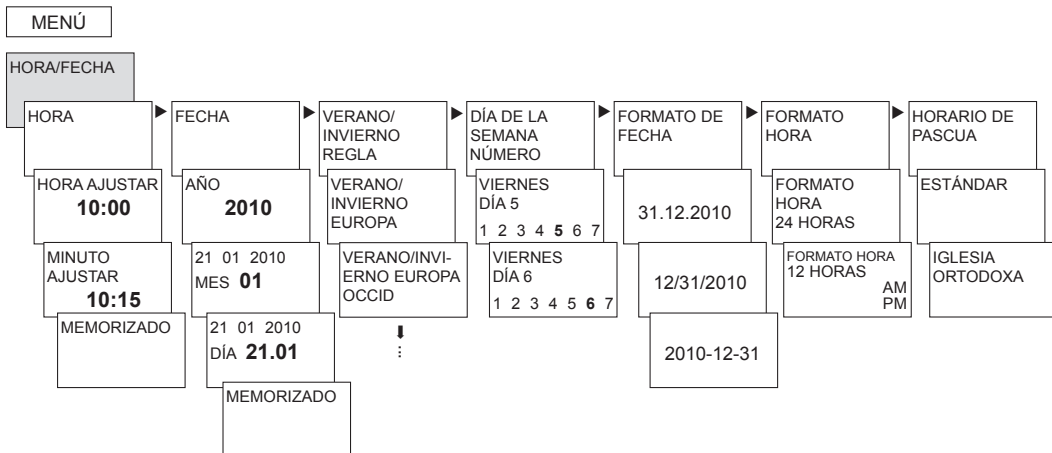 MENÚ
HORA/FECHA
HORA
HORA AJUSTAR
10:00
MINUTO
AJUSTAR
10:15
MEMORIZADO
FECHA
AÑO
2010
21 01 2010
MES 01
21 01 2010
DÍA 21.01
MEMORIZADO
VERANO/
INVIERNO
REGLA
VERANO/
INVIERNO
EUROPA
VERANO/INVI-
ERNO EUROPA
OCCID
DÍA DE LA
SEMANA
NÚMERO
VIERNES
DÍA 5
1 2 3 4 5 6 7
VIERNES
DÍA 6
1 2 3 4 5 6 7
FORMATO DE
FECHA
31.12.2010
12/31/2010
2010-12-31
FORMATO
HORA
FORMATO
HORA
24 HORAS
FORMATO HORA
12 HORAS
AM
PM
HORARIO DE
PASCUA
ESTÁNDAR
IGLESIA
ORTODOXA